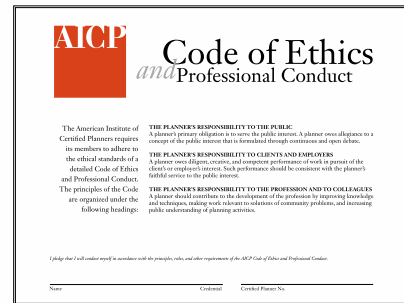 AICP
Code of Ethics
and Professional Conduct
The American Institute of
Certified Planners requires
its members to adhere to
the ethical standards of a
detailed Code of Ethics
and Professional Conduct.
The principles of the Code
are organized under the
following headings:
THE PLANNER'S RESPONSIBILITY TO THE PUBLIC
A planner's primary obligation is to serve the public interest. A planner owes allegiance to a
concept of the public interest that is formulated through continuous and open debate.
THE PLANNER'S RESPONSIBILITY TO CLIENTS AND EMPLOYERS
A planner owes diligent, creative, and competent performance of work in pursuit of the
client's or employer's interest. Such performance should be consistent with the planner's
faithful service to the public interest.
THE PLANNER'S RESPONSIBILITY TO THE PROFESSION AND TO COLLEAGUES
A planner should contribute to the development of the profession by improving knowledge
and techniques, making work relevant to solutions of community problems, and increasing
public understanding of planning activities.
I pledge that I will conduct myself in accordance with the principles, rules, and other requirements of the AICP Code of Ethics and Professional Conduct.
Name Credential Certified Planner No.